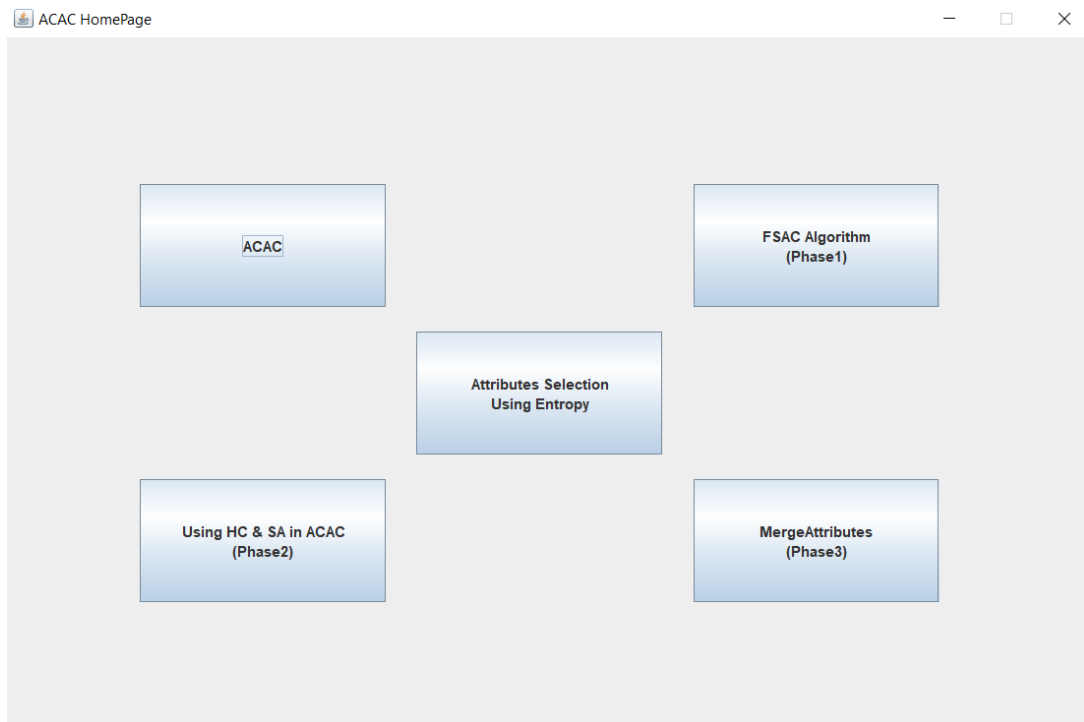 ACAC HomePage
ACAC
FSAC Algorithm
(Phase1)
Attributes Selection
Using Entropy
Using HC & SA in ACAC
(Phase2)
MergeAttributes
(Phase3)